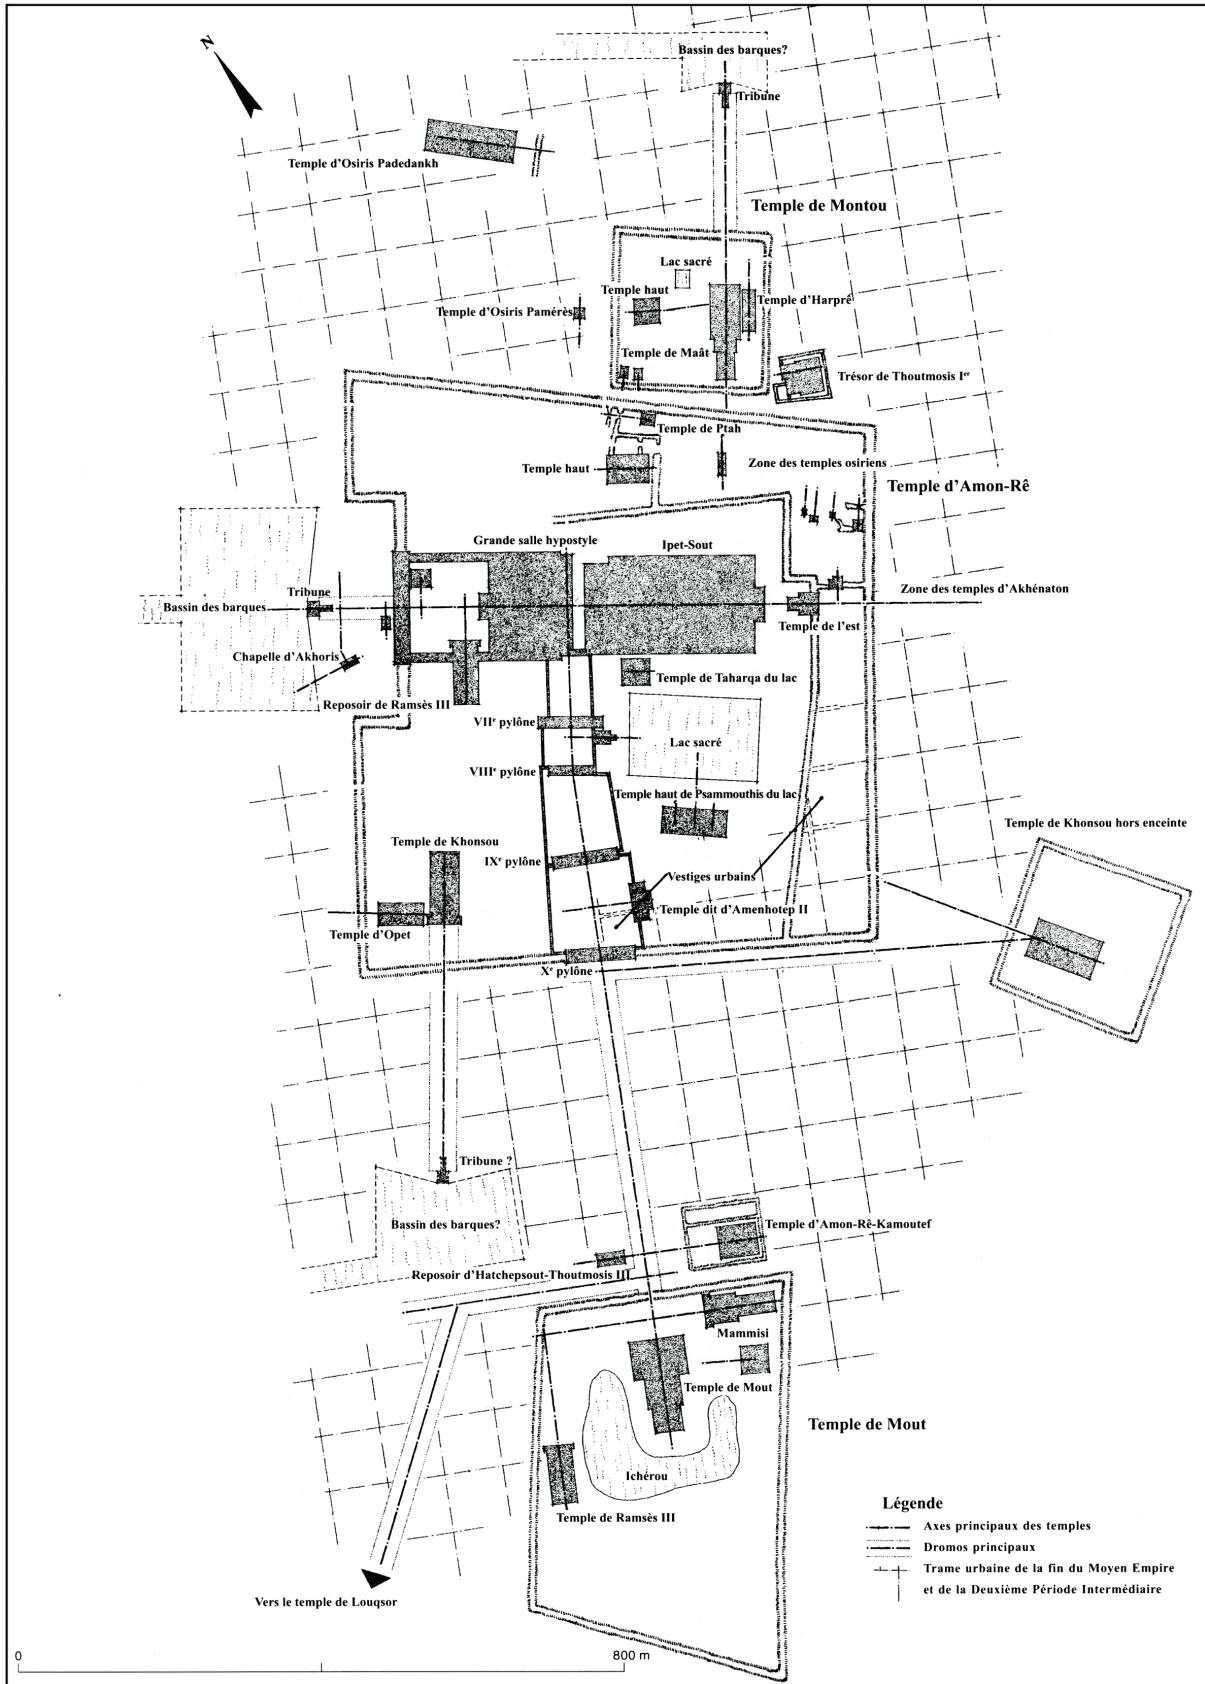 N
Bassin des barques?
Tribune
Temple d'Osiris Padedankh
Temple de Montou
Lac sacré
Temple haut
Temple d'Harprê
Temple d'Osiris Pamérès
Temple de Maât
Trésor de Thoutmosis Ier
Temple de Ptah
Temple haut
Zone des temples osiriens
Temple d'Amon-Rê
Grande salle hypostyle
Ipet-Sout
Tribune
Zone des temples d'Akhénaton
Bassin des barques
Temple de l'est
Chapelle d'Akhoris
Temple de Taharqa du lac
Reposoir de Ramsès III
VIIe pylône
Lac sacré
VIIIe pylône
Temple haut de Psammouthis du lac
Temple de Khonsou hors enceinte
Temple de Khonsou
IXe pylône
Vestiges urbains
Temple dit d'Amenhotep II
Temple d'Opet
Xe pylône
Tribune ?
Bassin des barques?
Temple d'Amon-Rê-Kamoutef
Reposoir d'Hatchepsout-Thoutmosis III
Mammisi
Temple de Mout
Temple de Mout
Ichérou
Temple de Ramsès III
Légende
Axes principaux des temples
Dromos principaux
Trame urbaine de la fin du Moyen Empire
et de la Deuxième Période Intermédiaire
Vers le temple de Louqsor
0
800 m